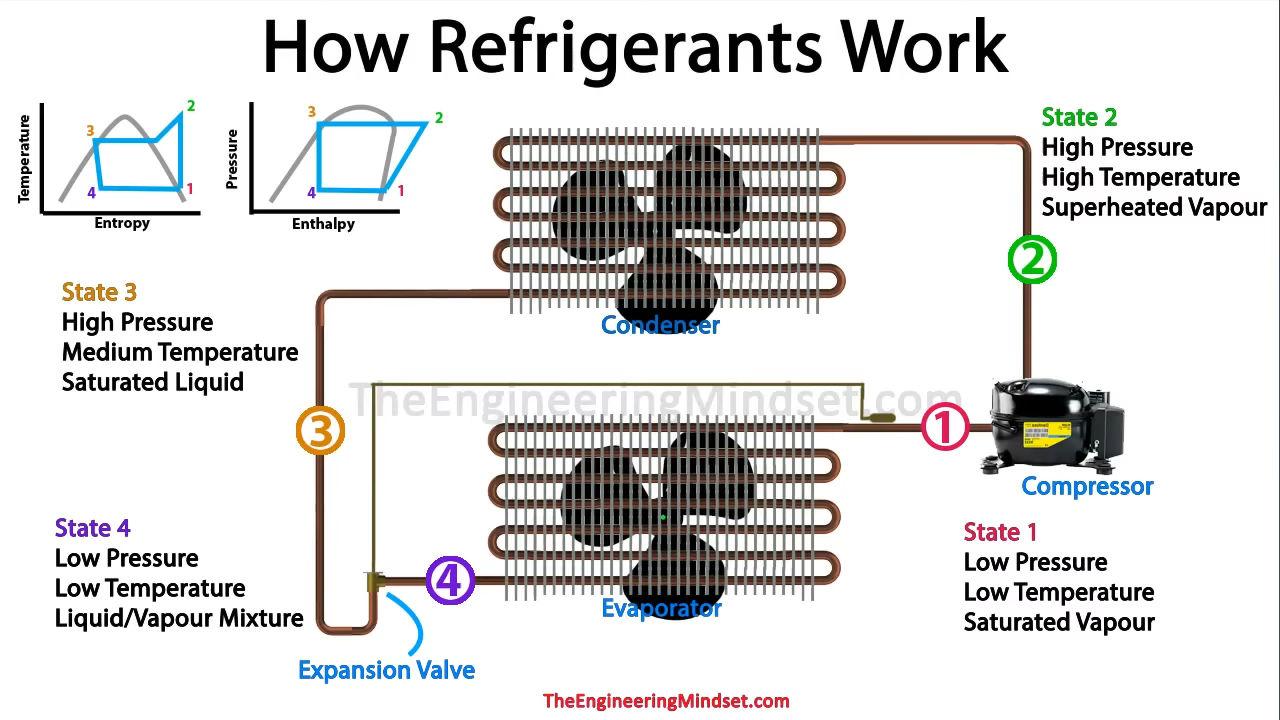 How Refrigerants Work
Temperature
3
2
4
1
Entropy
Pressure
3
2
4
1
Enthalpy
State 2
High Pressure
High Temperature
Superheated Vapour
2
Condenser
State 3
High Pressure
Medium Temperature
Saturated Liquid
3
TheEngineeringMindset.com
1
Compressor
State 4
Low Pressure
Low Temperature
Liquid/Vapour Mixture
4
Evaporator
State 1
Low Pressure
Low Temperature
Saturated Vapour
Expansion Valve
TheEngineeringMindset.com